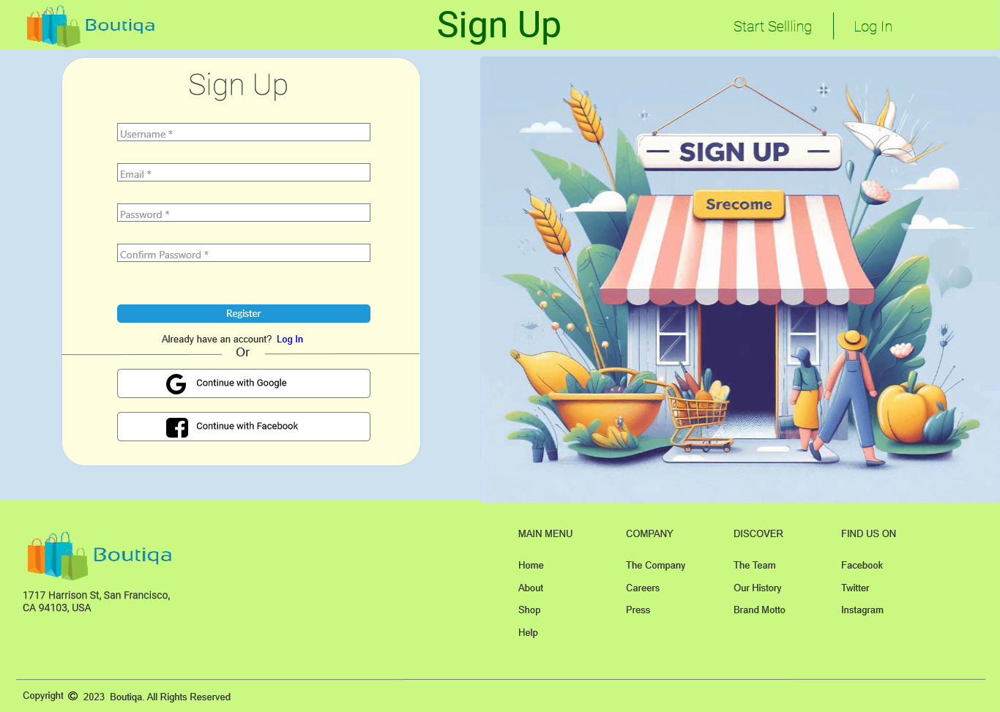 Boutiqa
Sign Up
Start Sellling
Log In
Sign Up
Username *
Email *
Password *
Confirm Password *
Register
Already have an account? Log In
Or
Continue with Google
Continue with Facebook
SIGN UP
Srecome
Boutiqa
1717 Harrison St, San Francisco,
CA 94103, USA
MAIN MENU
Home
About
Shop
Help
COMPANY
The Company
Careers
Press
DISCOVER
The Team
Our History
Brand Motto
FIND US ON
Facebook
Twitter
Instagram
Copyright © 2023 Boutiqa. All Rights Reserved